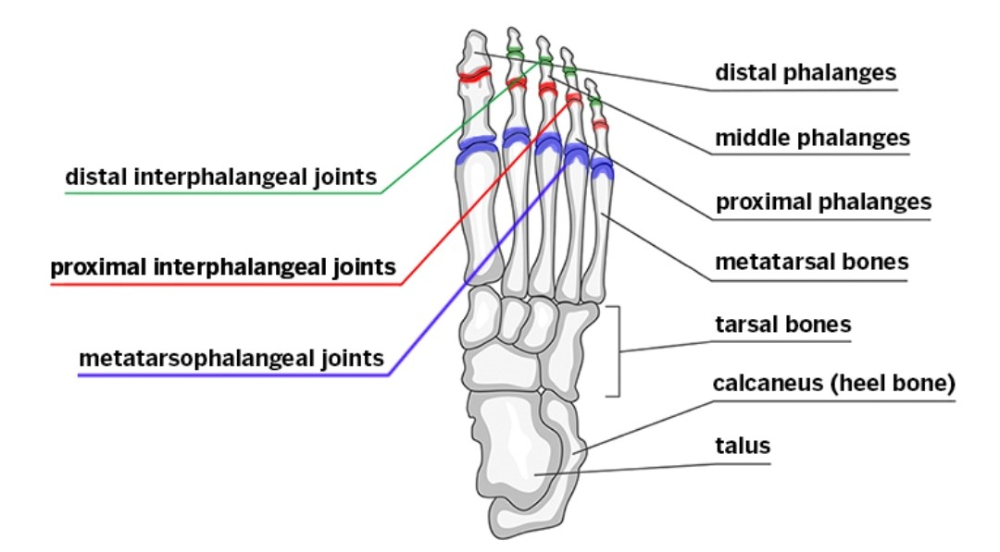 distal phalanges
middle phalanges
distal interphalangeal joints
proximal phalanges
proximal interphalangeal joints
metatarsal bones
tarsal bones
metatarsophalangeal joints
calcaneus (heel bone)
talus